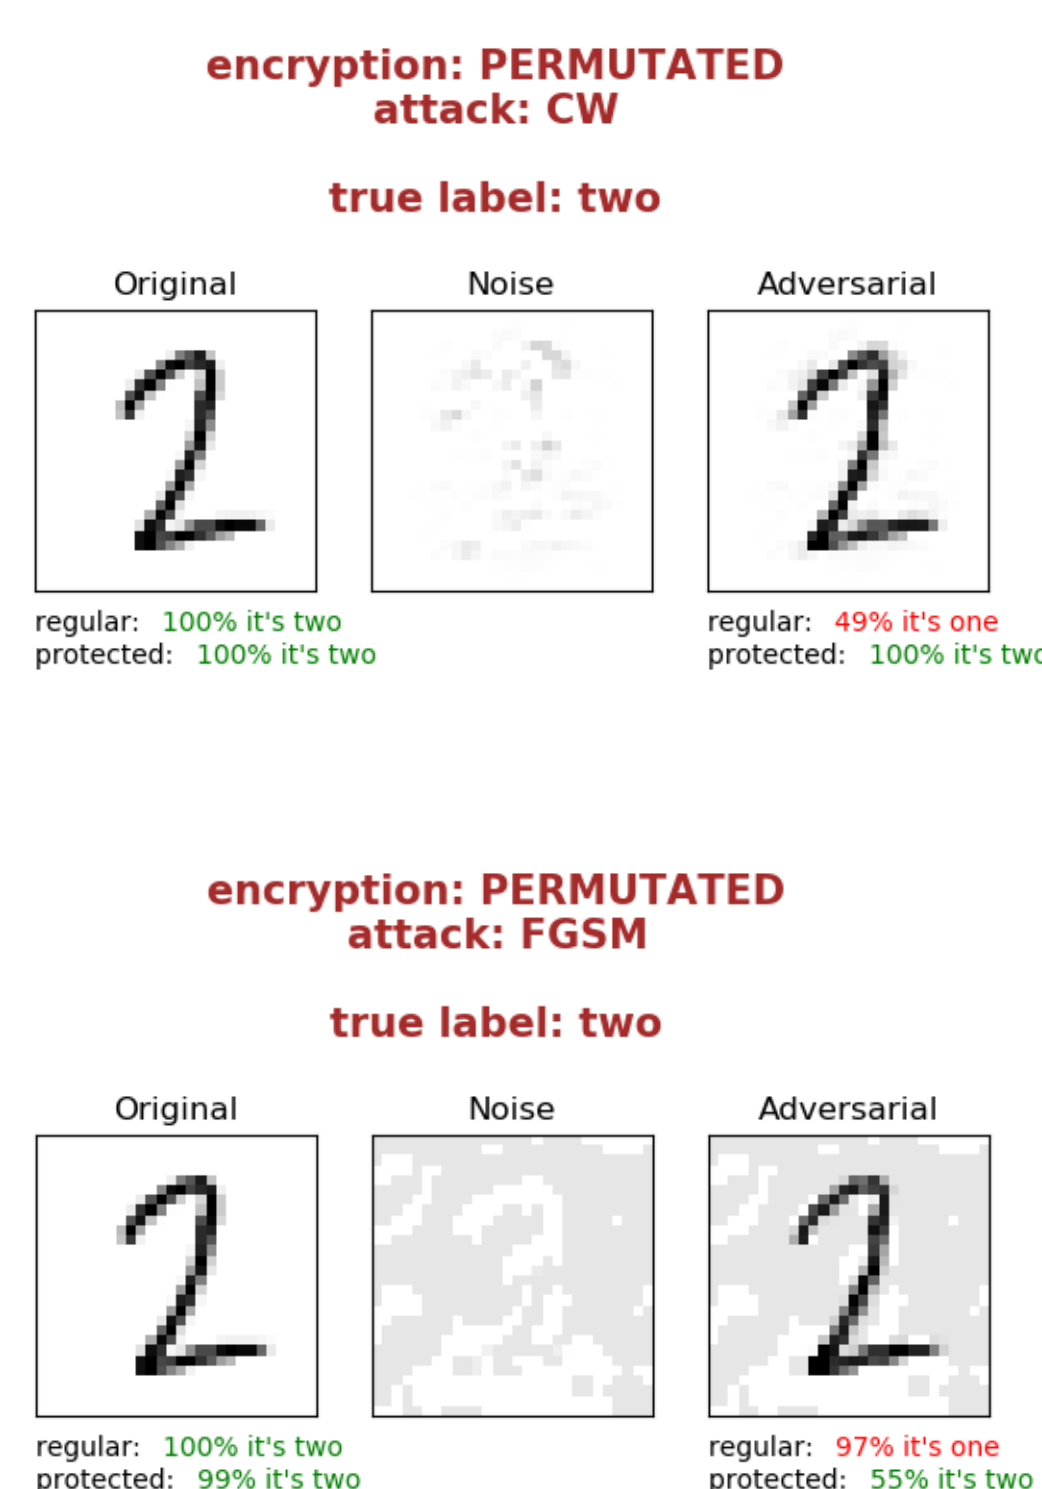 encryption: PERMUTATED
attack: CW
true label: two
Original Noise Adversarial
regular: 100% it's two regular: 49% it's one
protected: 100% it's two protected: 100% it's two
encryption: PERMUTATED
attack: FGSM
true label: two
Original Noise Adversarial
regular: 100% it's two regular: 97% it's one
protected: 99% it's two protected: 55% it's two